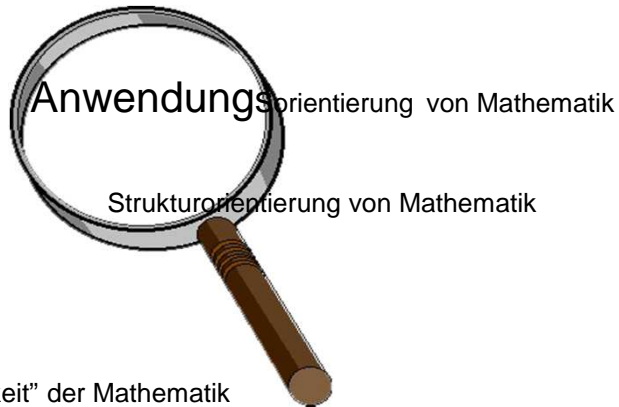 Anwendungsorientierung von Mathematik
Strukturorientierung von Mathematik
eit” der Mathematik